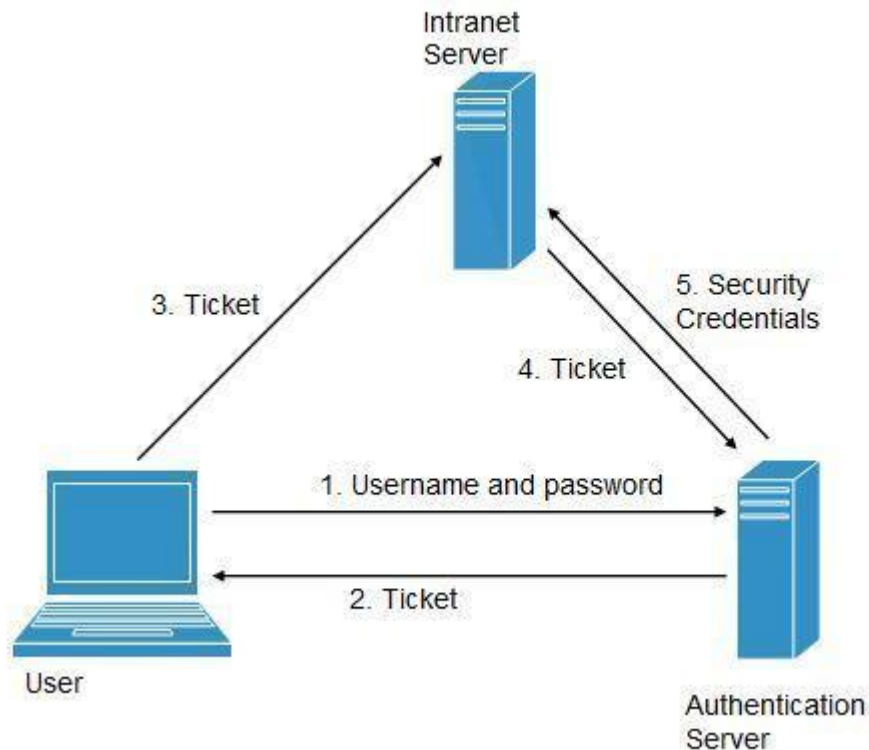 Intranet
Server
3. Ticket
5. Security
Credentials
4. Ticket
1. Username and password
2. Ticket
User
Authentication
Server